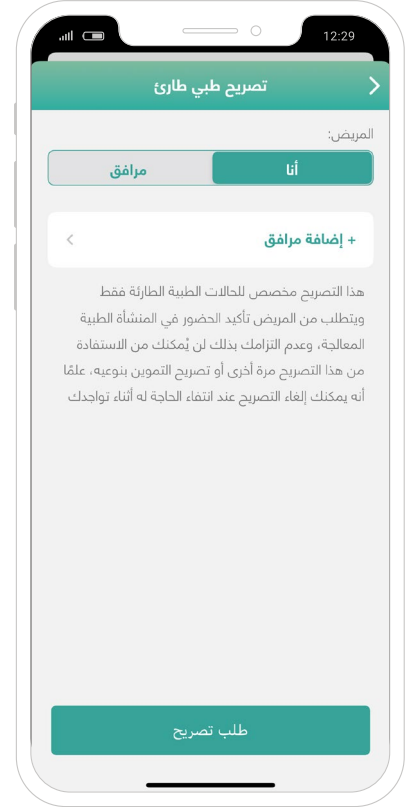 12:29
تصريح طبي طارئ
المريض:
أنا
مرافق
+ إضافة مرافق
هذا التصريح مخصص للحالات الطبية الطارئة فقط
ويتطلب من المريض تأكيد الحضور في المنشأة الطبية
المعالجة، وعدم التزامك بذلك لن يُمكنك من الاستفادة
من هذا التصريح مرة أخرى أو تصريح التموين بنوعيه، علمًا
أنه يمكنك إلغاء التصريح عند انتفاء الحاجة له أثناء تواجدك
طلب تصريح